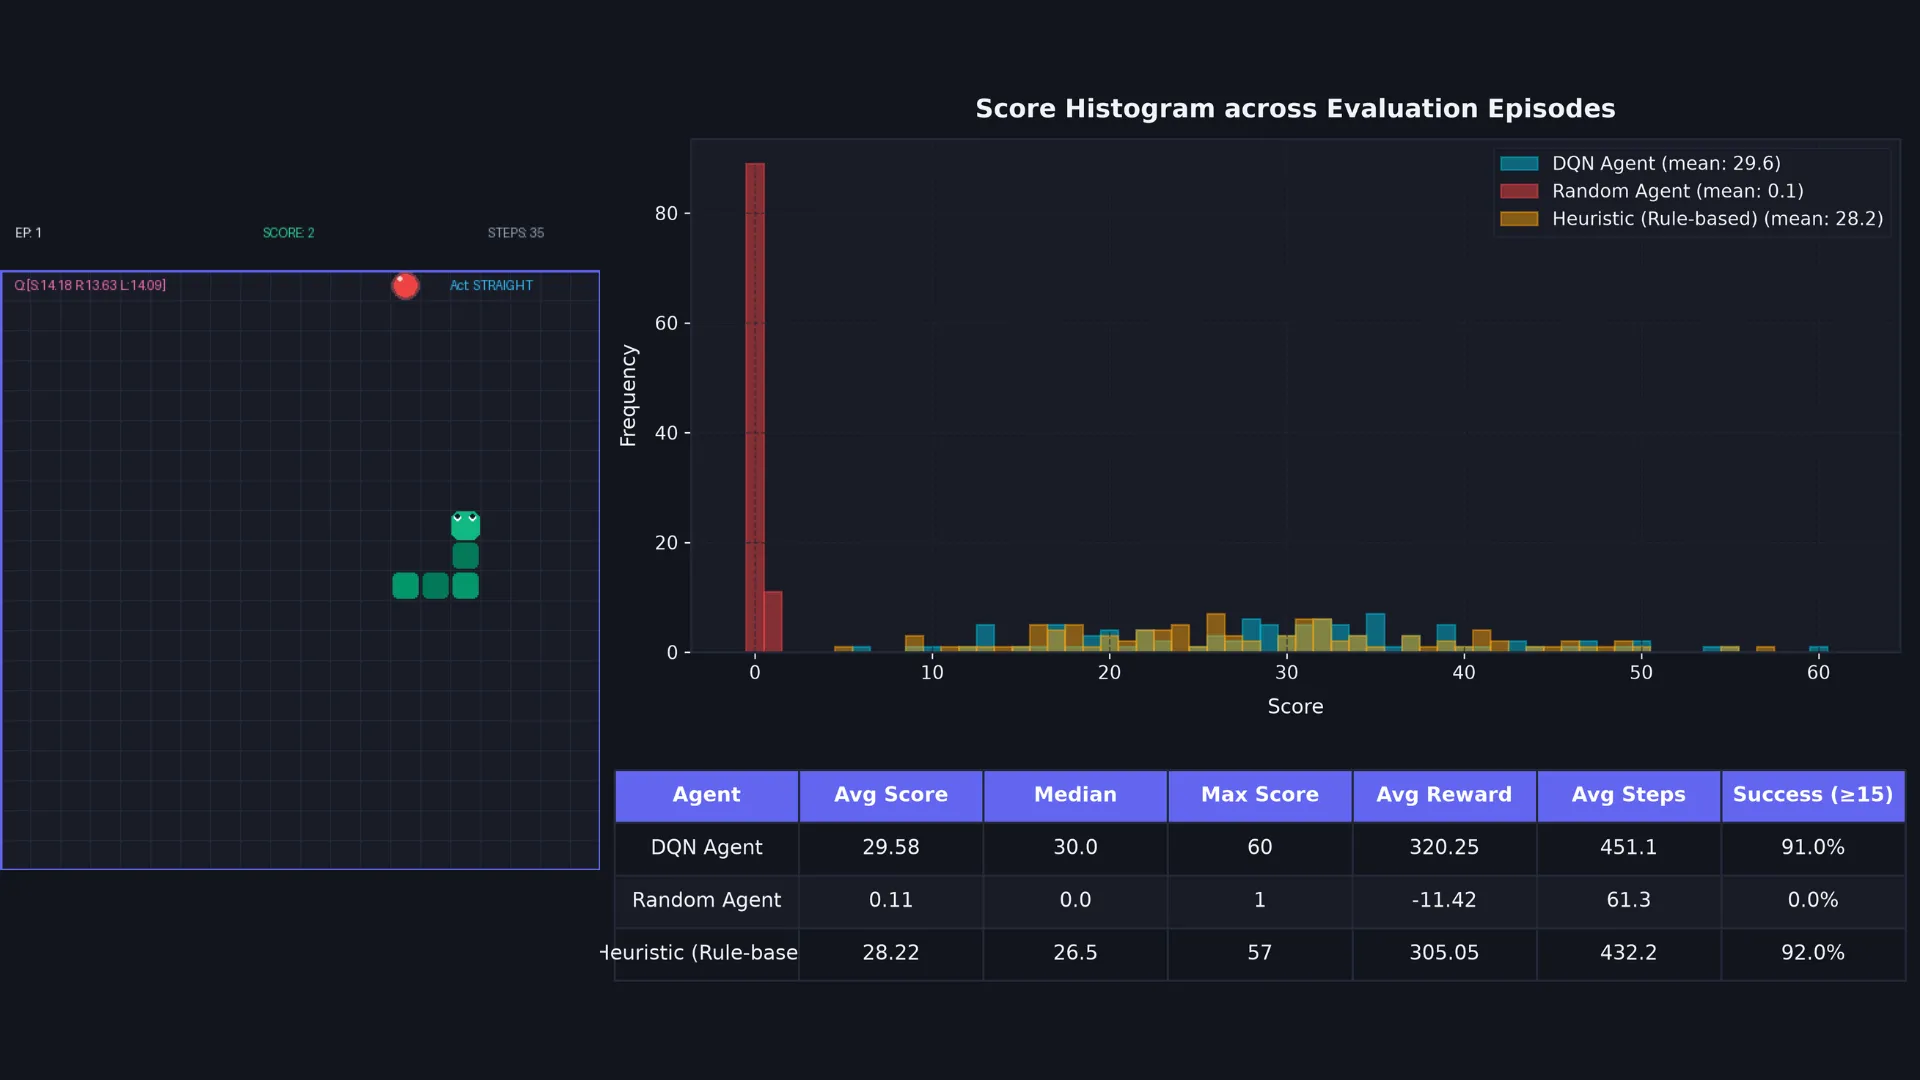 EP: 1
SCORE: 2
STEPS: 35
Q:[S:14.18 R:13.63 L:14.09]
Act: STRAIGHT
Score Histogram across Evaluation Episodes
DQN Agent (mean: 29.6)
Random Agent (mean: 0.1)
Heuristic (Rule-based) (mean: 28.2)
Frequency
80
60
40
20
0
0 10 20 30 40 50 60
Score
Agent Avg Score Median Max Score Avg Reward Avg Steps Success (≥15)
DQN Agent 29.58 30.0 60 320.25 451.1 91.0%
Random Agent 0.11 0.0 1 -11.42 61.3 0.0%
Heuristic (Rule-base 28.22 26.5 57 305.05 432.2 92.0%